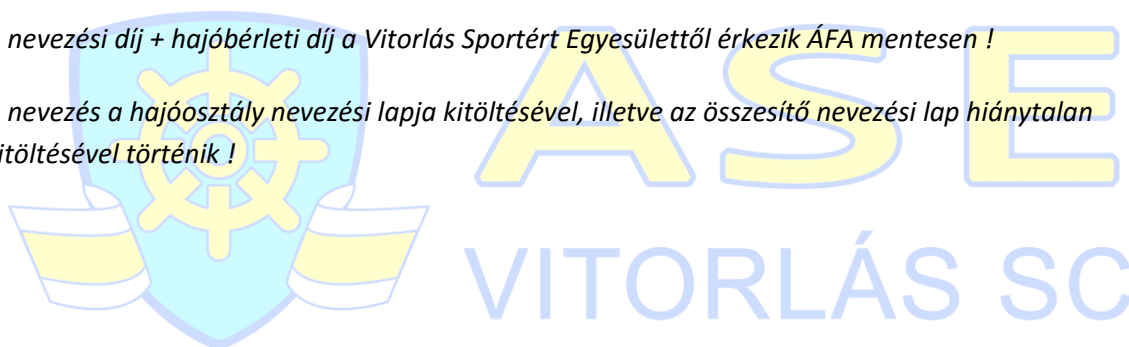 nevezési díj + hajóbérleti díj a Vitorlás Sportért Egyesülettől érkezik ÁFA mentesen !
nevezés a hajóosztály nevezési lapja kitöltésével, illetve az összesítő nevezési lap hiánytalan
itöltésével történik !
ASE
VITORLÁS SC